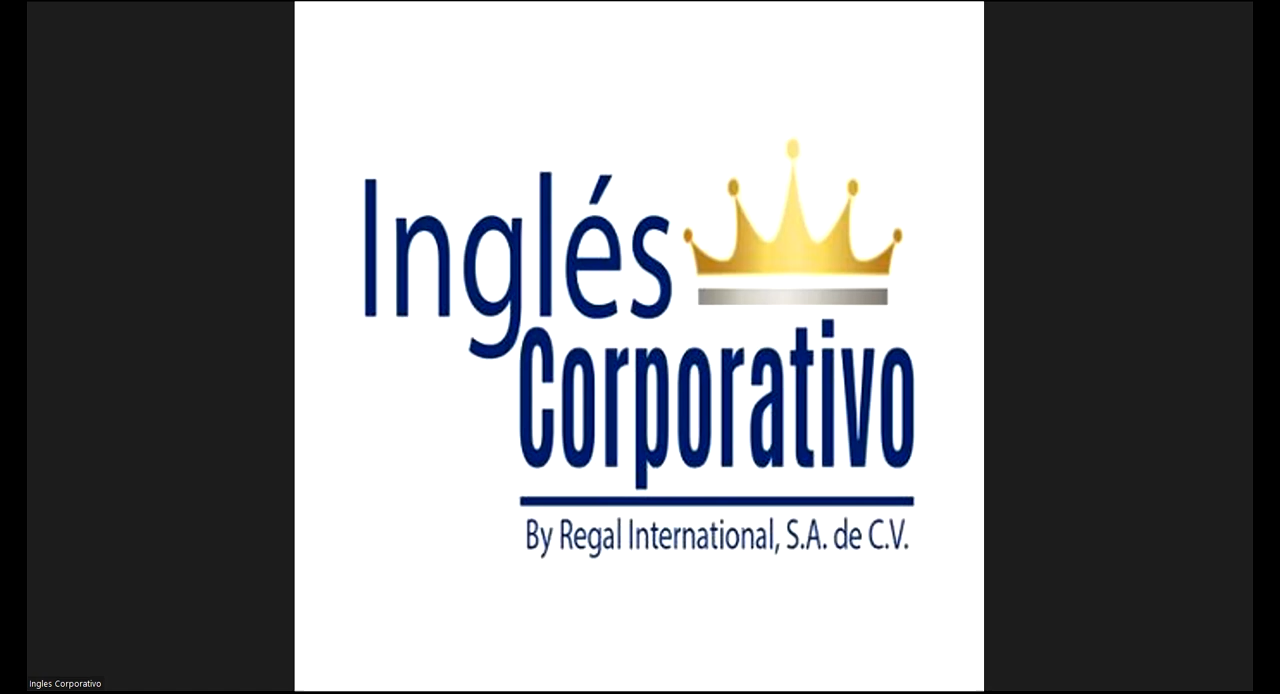 Inglés
Corporativo
By Regal International, S.A. de C.V.
Ingles Corporativo